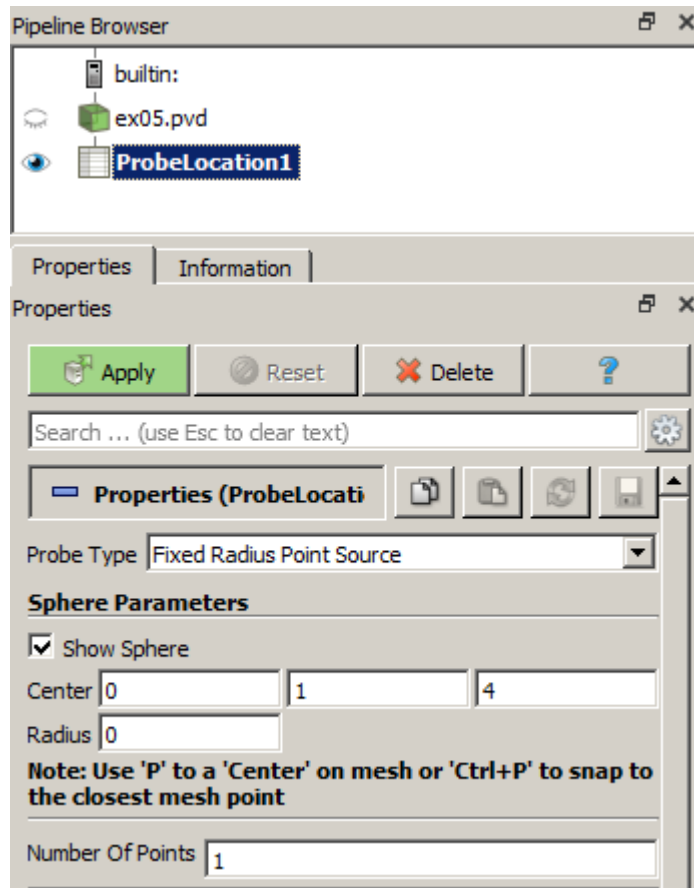 Pipeline Browser
builtin:
ex05.pvd
ProbeLocation1
Properties Information
Properties
Apply Reset Delete ?
Search ... (use Esc to clear text)
Properties (ProbeLocati
Probe Type Fixed Radius Point Source
Sphere Parameters
Show Sphere
Center 0 1 4
Radius 0
Note: Use 'P' to a 'Center' on mesh or 'Ctrl+P' to snap to
the closest mesh point
Number Of Points 1